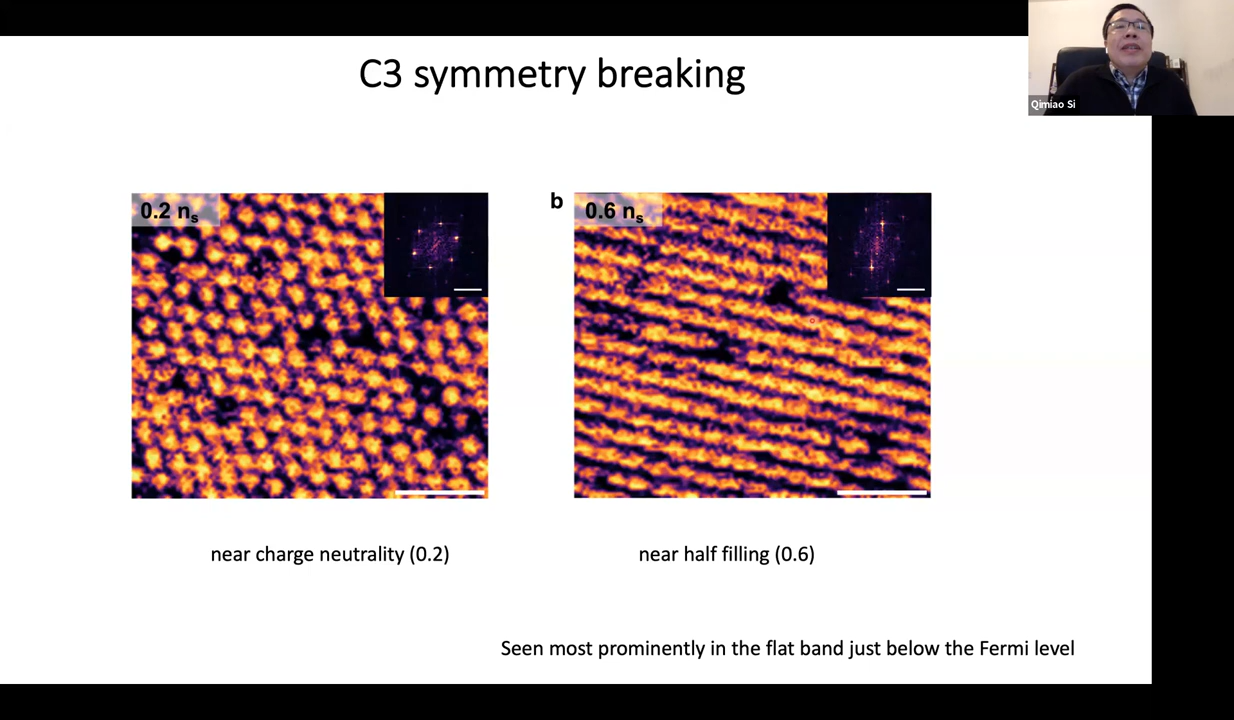 C3 symmetry breaking
Qimiao Si
0.2 nₛ
b
0.6 nₛ
near charge neutrality (0.2)
near half filling (0.6)
Seen most prominently in the flat band just below the Fermi level